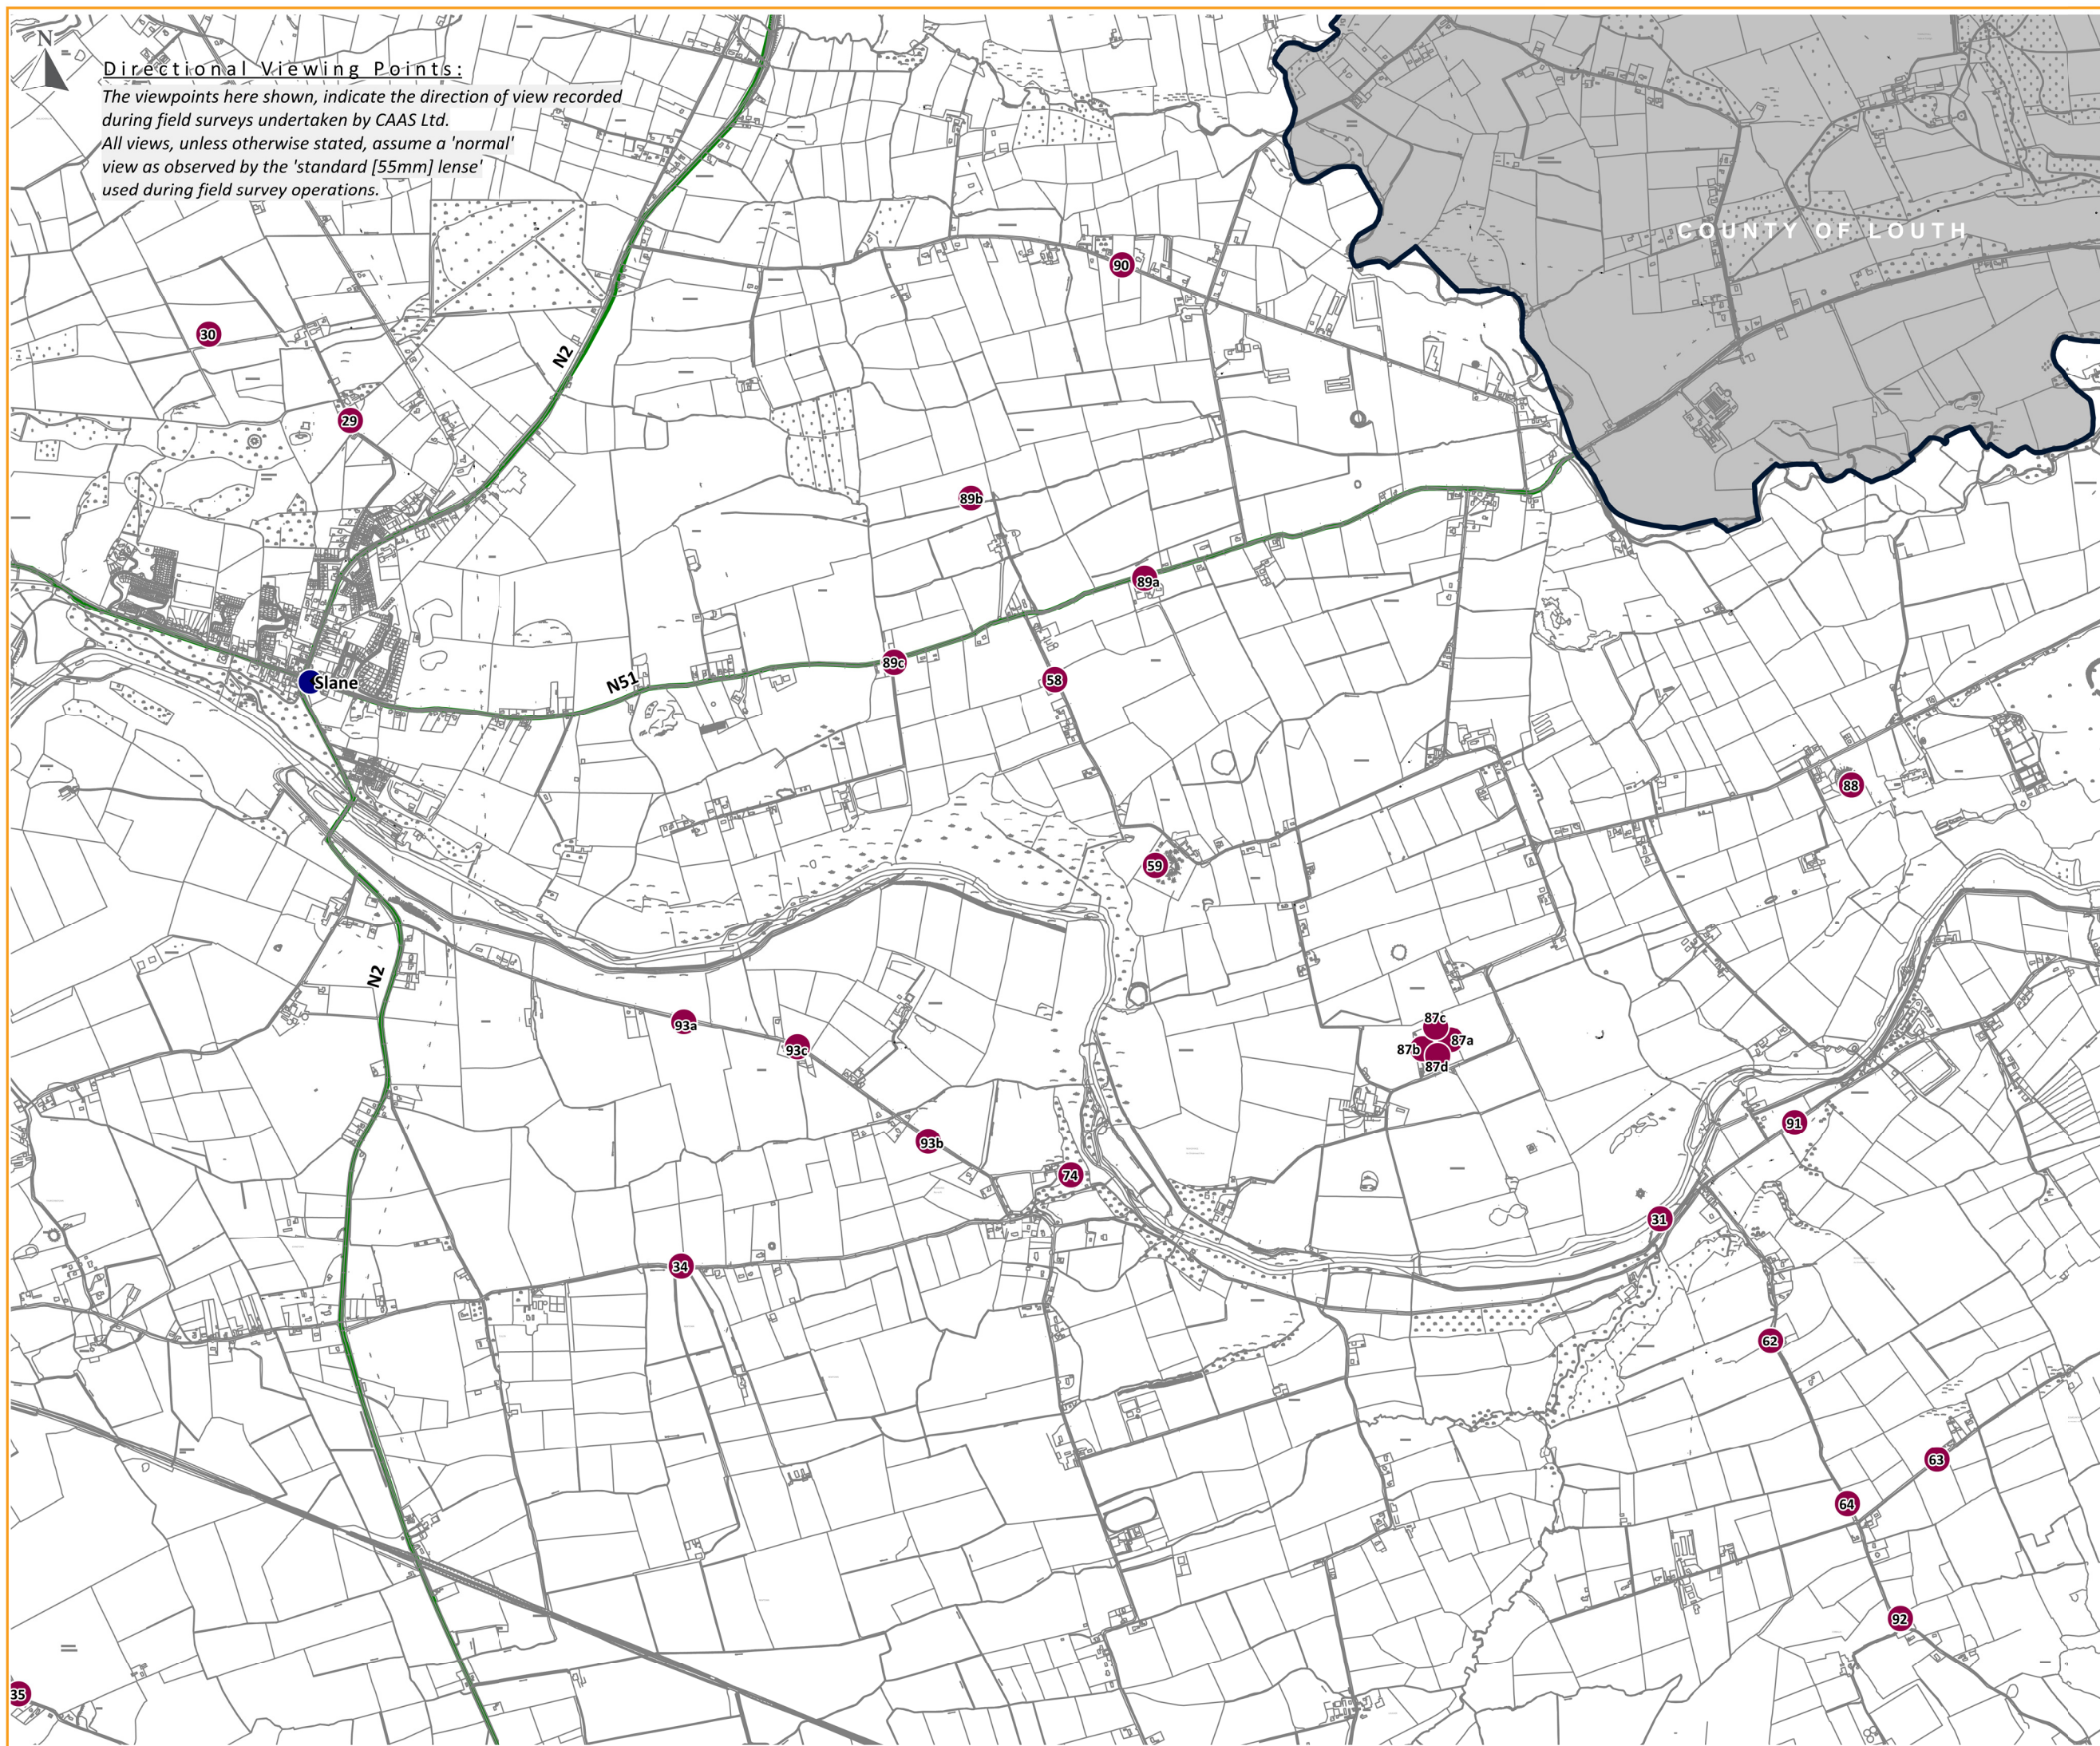 N
Directional Viewing Points:
The viewpoints here shown, indicate the direction of view recorded
during field surveys undertaken by CAAS Ltd.
All views, unless otherwise stated, assume a 'normal'
view as observed by the 'standard [55mm] lense'
used during field survey operations.
COUNTY OF LOUTH
90
30
N2
29
89b
89a
89c
58
Slane
N51
88
59
N2
93a
87c
93c
87a
87b
87d
91
93b
74
31
34
62
63
64
92
35